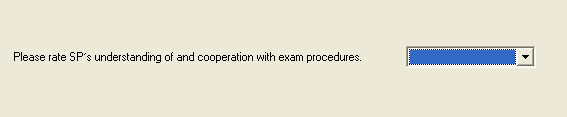 Please rate SP's understanding of and cooperation with exam procedures.